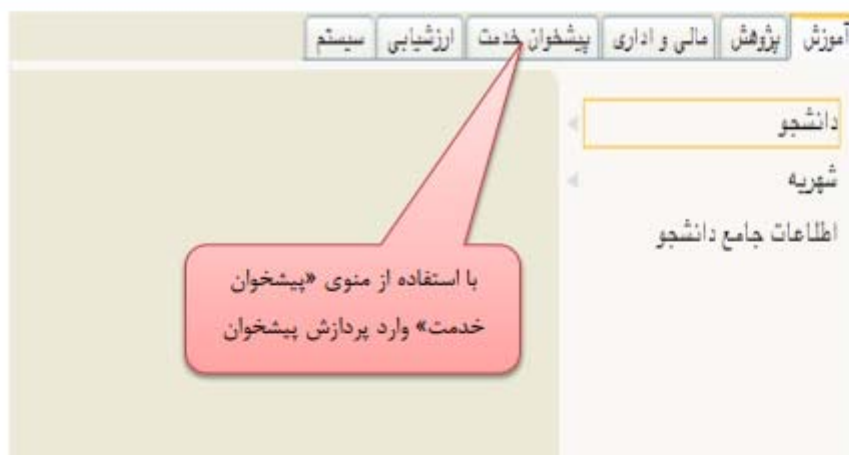 آموزش پژوهش مالی و اداری پیشخوان خدمت ارزشیابی سیستم
دانشجو
شهریه
اطلاعات جامع دانشجو
با استفاده از منوی «پیشخوان
خدمت» وارد پردازش پیشخوان